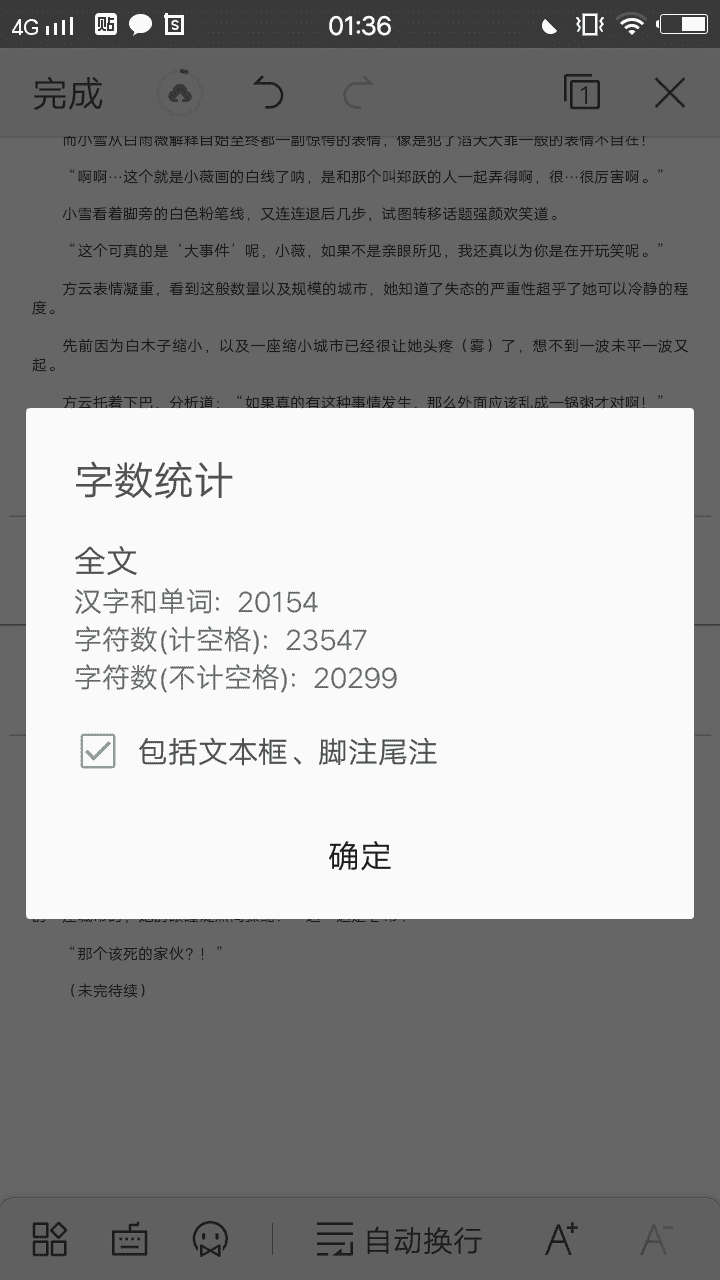 4G 贴 S 01:36
完成 1
而小雪从白雨薇解释自始至终都一副惊愕的表情，像是犯了滔天大罪一般的表情不自在！
“啊啊…这个就是小薇画的白线了呐，是和那个叫郑跃的人一起弄得啊，很…很厉害啊。”
小雪看着脚旁的白色粉笔线，又连连退后几步，试图转移话题强颜欢笑道。
“这个可真的是‘大事件’呢，小薇，如果不是亲眼所见，我还真以为你是在开玩笑呢。”
方云表情凝重，看到这般数量以及规模的城市，她知道了失态的严重性超乎了她可以冷静的程
度。
先前因为白木子缩小，以及一座缩小城市已经很让她头疼（雾）了，想不到一波未平一波又
起。
方云托着下巴，分析道：“如果真的有这种事情发生，那么外面应该乱成一锅粥才对啊！”
字数统计
全文
汉字和单词: 20154
字符数(计空格): 23547
字符数(不计空格): 20299
包括文本框、脚注尾注
确定
“那个该死的家伙？！”
（未完待续）
自动换行 A+ A-